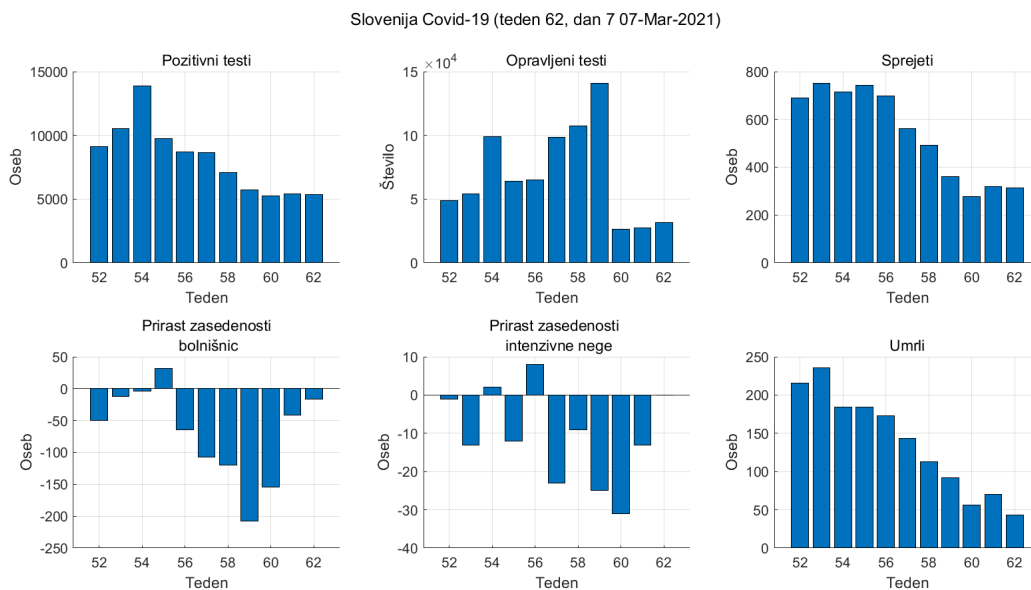 Slovenija Covid-19 (teden 62, dan 7 07-Mar-2021)
Pozitivni testi
15000
10000
5000
0
Oseb
52 54 56 58 60 62
Teden
Opravljeni testi
×10^4
15
10
5
0
Število
52 54 56 58 60 62
Teden
Sprejeti
800
600
400
200
0
Oseb
52 54 56 58 60 62
Teden
Prirast zasedenosti
bolnišnic
50
0
-50
-100
-150
-200
-250
Oseb
52 54 56 58 60 62
Teden
Prirast zasedenosti
intenzivne nege
10
0
-10
-20
-30
-40
Oseb
52 54 56 58 60 62
Teden
Umrli
250
200
150
100
50
0
Oseb
52 54 56 58 60 62
Teden